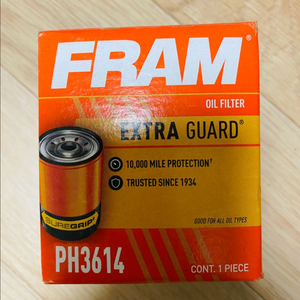 FRAM®
OIL FILTER
EXTRA GUARD®
10,000 MILE PROTECTION†
TRUSTED SINCE 1934
SUREGRIP®
GOOD FOR ALL OIL TYPES
PH3614
CONT. 1 PIECE